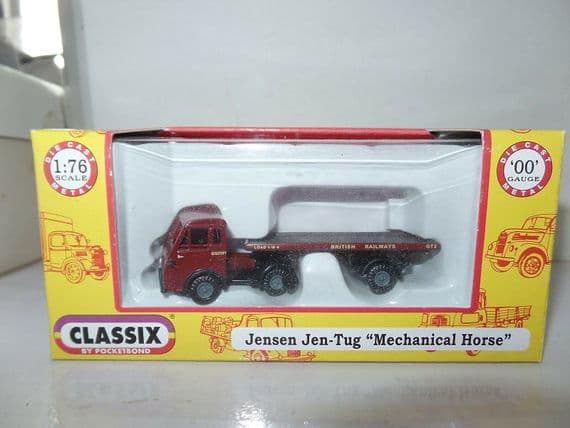 DIE CAST
1:76
SCALE
METAL
DIE CAST
'00'
GAUGE
METAL
BRITISH RAILWAYS
CLASSIX®
BY POCKETBOND
Jensen Jen-Tug "Mechanical Horse"